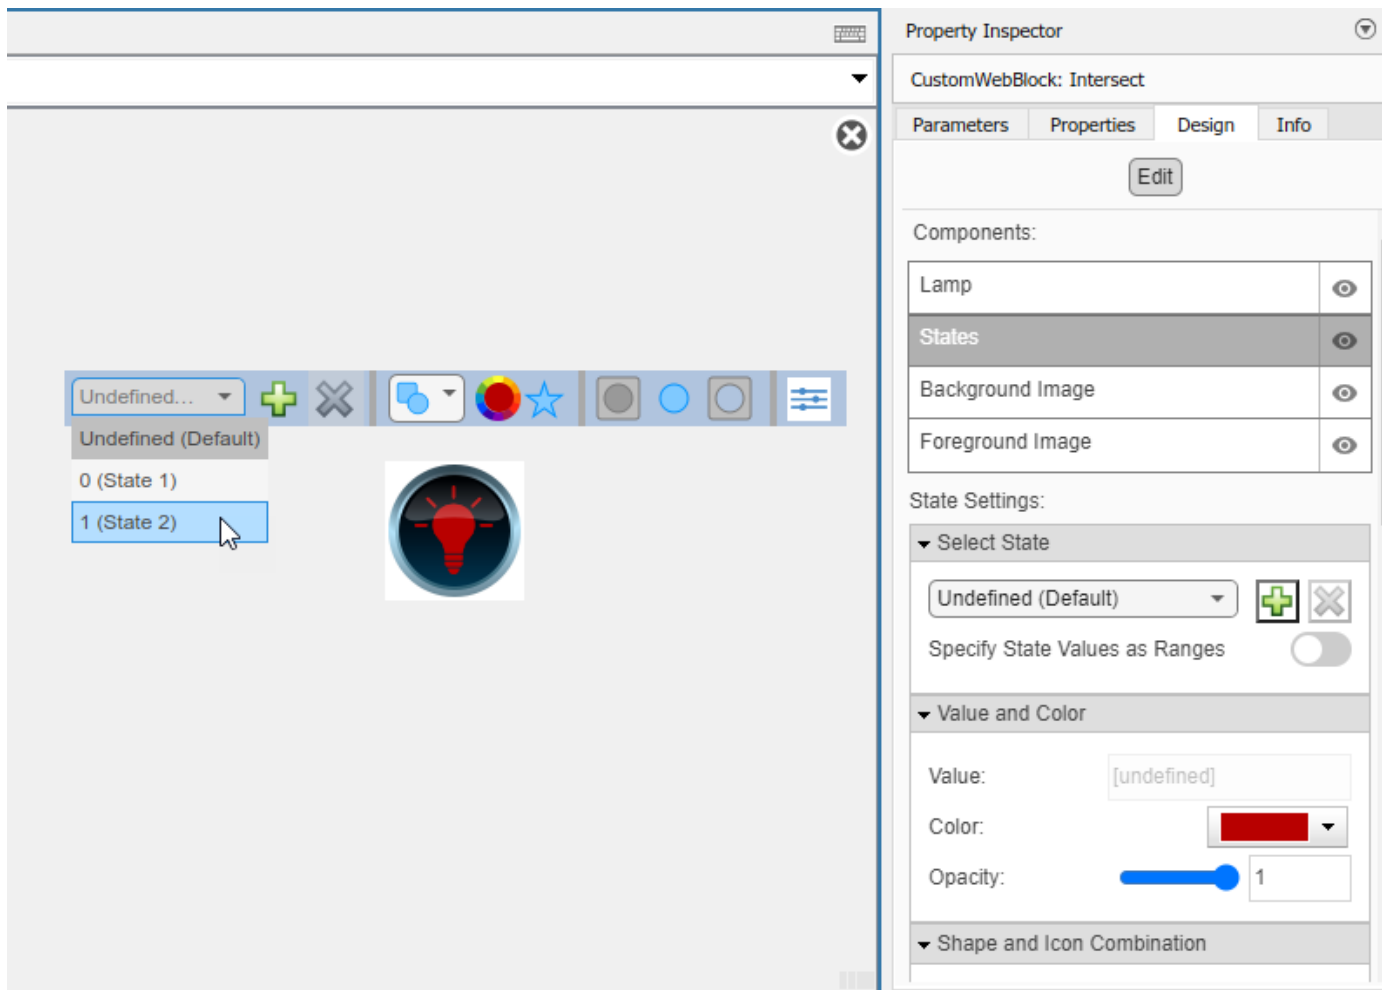 Property Inspector
CustomWebBlock: Intersect
Parameters Properties Design Info
Edit
Components:
Lamp
States
Background Image
Foreground Image
State Settings:
Select State
Undefined (Default)
Specify State Values as Ranges
Value and Color
Value: [undefined]
Color:
Opacity: 1
Shape and Icon Combination
Undefined...
Undefined (Default)
0 (State 1)
1 (State 2)